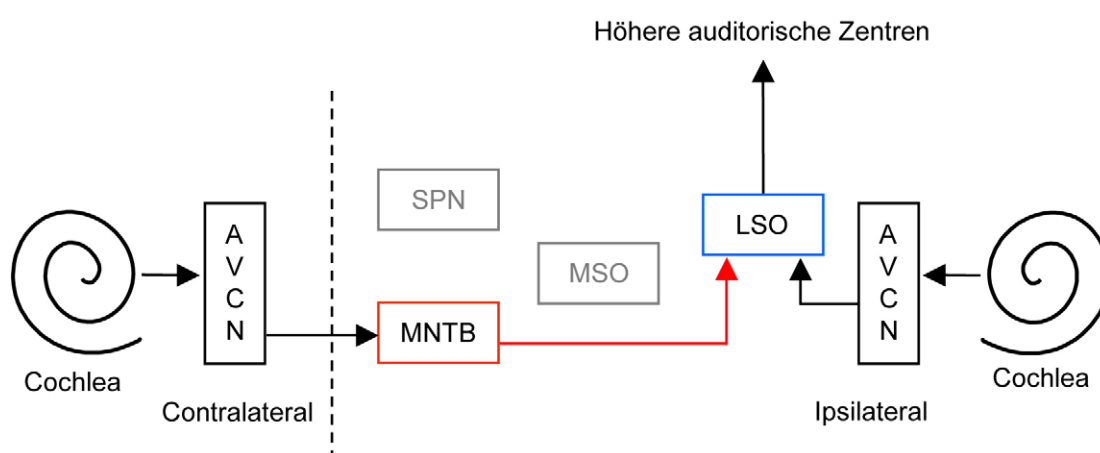 Höhere auditorische Zentren
SPN
LSO
MSO
MNTB
A
V
C
N
A
V
C
N
Cochlea
Cochlea
Contralateral
Ipsilateral